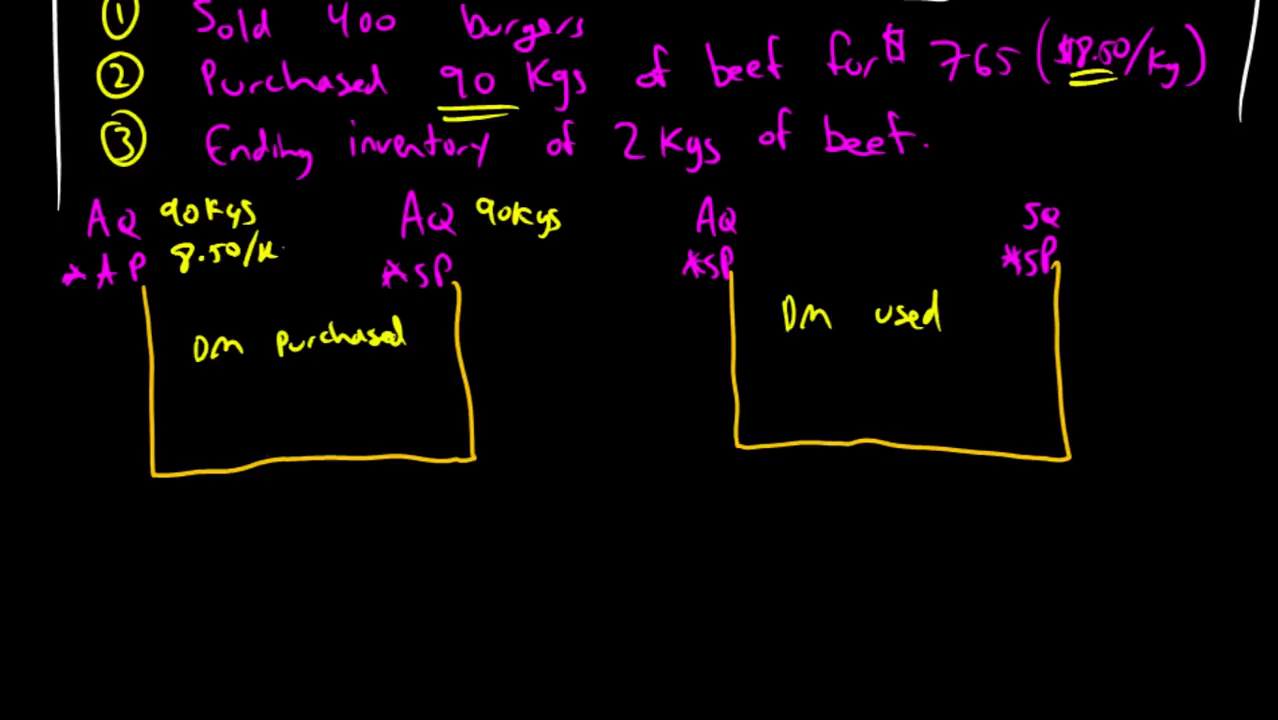 ① Sold 400 burgers
② Purchased 90 Kgs of beef for $ 765 ($8.50/Kg)
③ Ending inventory of 2 Kgs of beef.
AQ 90Kgs AQ 90Kgs AQ SQ
*AP 8.50/K *SP *SP *SP
DM Purchased DM used